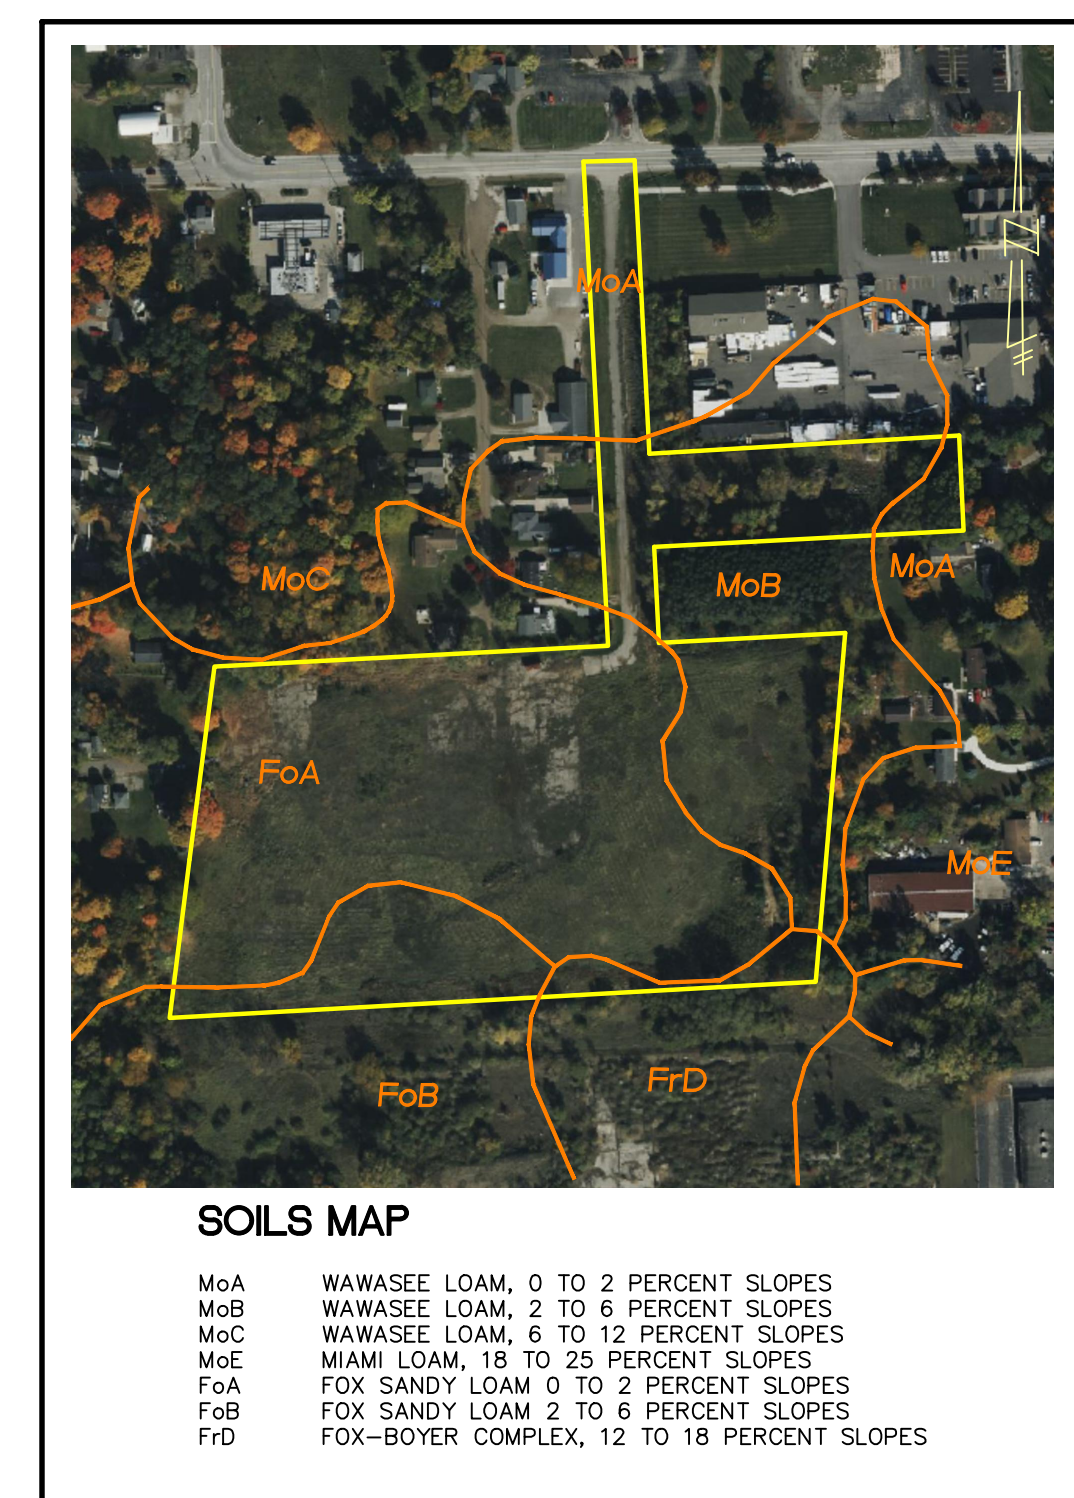 MoA
MoC
MoB
MoA
FoA
MoE
FoB
FrD
SOILS MAP
MoA WAWASEE LOAM, 0 TO 2 PERCENT SLOPES
MoB WAWASEE LOAM, 2 TO 6 PERCENT SLOPES
MoC WAWASEE LOAM, 6 TO 12 PERCENT SLOPES
MoE MIAMI LOAM, 18 TO 25 PERCENT SLOPES
FoA FOX SANDY LOAM 0 TO 2 PERCENT SLOPES
FoB FOX SANDY LOAM 2 TO 6 PERCENT SLOPES
FrD FOX-BOYER COMPLEX, 12 TO 18 PERCENT SLOPES